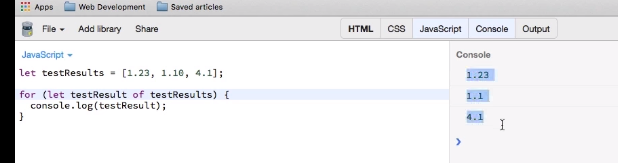 Apps Web Development Saved articles
File Add library Share HTML CSS JavaScript Console Output
JavaScript Console
let testResults = [1.23, 1.10, 4.1];
1.23
for (let testResult of testResults) {
1.1
console.log(testResult);
4.1
}